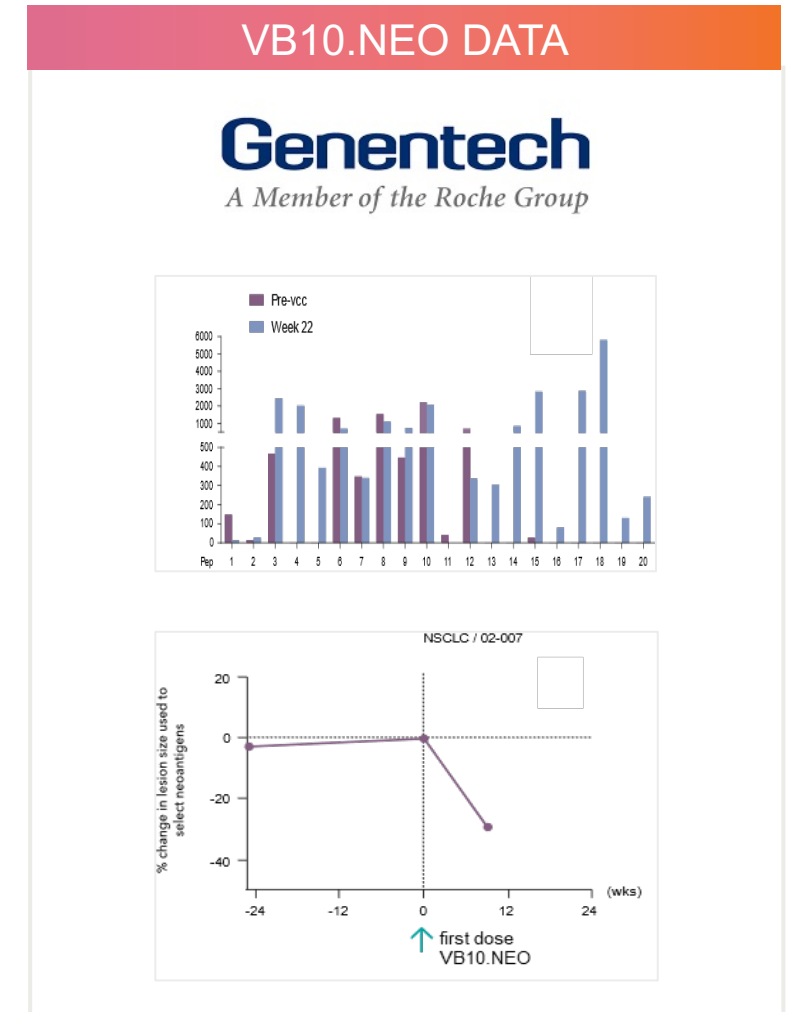 VB10.NEO DATA
Genentech
A Member of the Roche Group
Pre-vcc
Week 22
6000
5000
4000
3000
2000
1000
500
400
300
200
100
0
Pep 1 2 3 4 5 6 7 8 9 10 11 12 13 14 15 16 17 18 19 20
NSCLC / 02-007
% change in lesion size used to
select neoantigens
20
0
-20
-40
-24 -12 0 12 24 (wks)
first dose
VB10.NEO